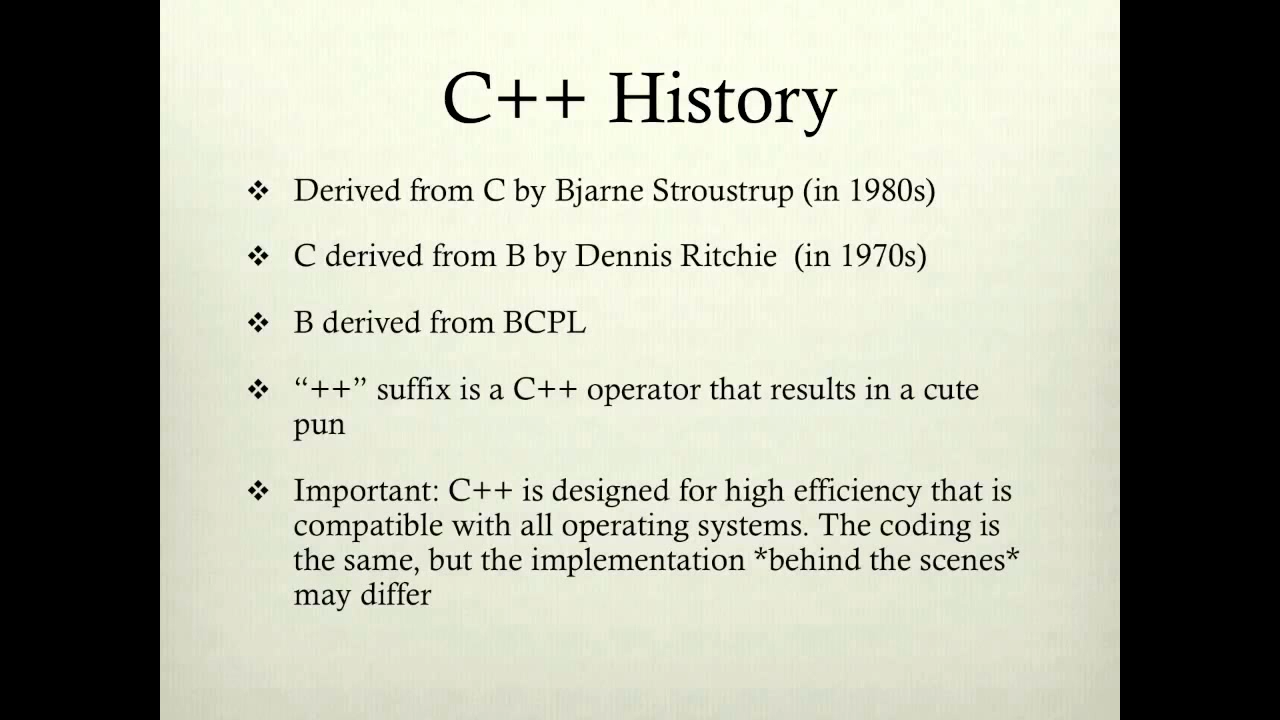 C++ History
❖ Derived from C by Bjarne Stroustrup (in 1980s)
❖ C derived from B by Dennis Ritchie  (in 1970s)
❖ B derived from BCPL
❖ “++” suffix is a C++ operator that results in a cute
pun
❖ Important: C++ is designed for high efficiency that is
compatible with all operating systems. The coding is
the same, but the implementation *behind the scenes*
may differ